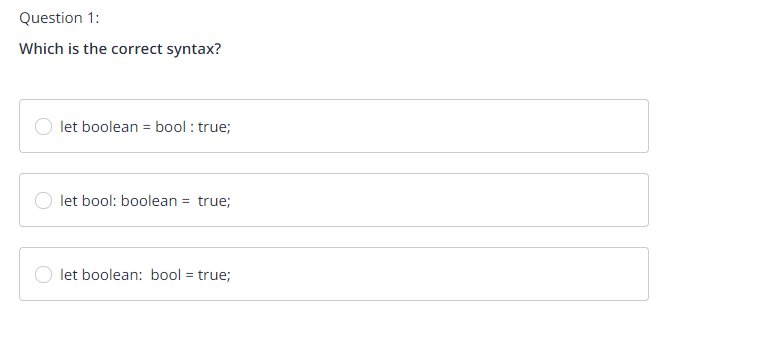 Question 1:
Which is the correct syntax?
let boolean = bool : true;
let bool: boolean =  true;
let boolean:  bool = true;